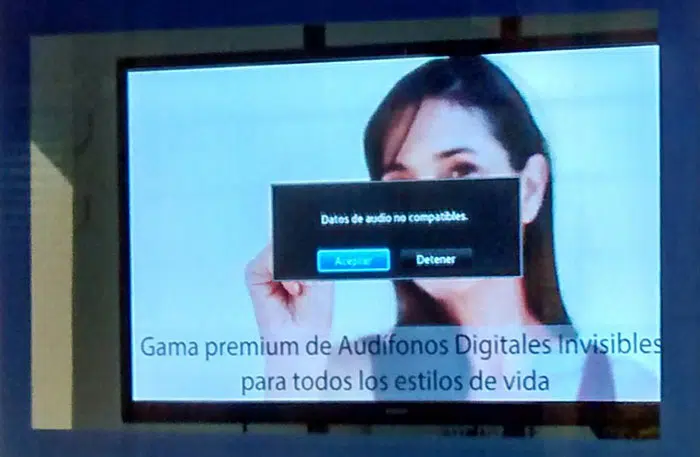 Datos de audio no compatibles.
Aceptar
Detener
Gama premium de Audífonos Digitales Invisibles
para todos los estilos de vida